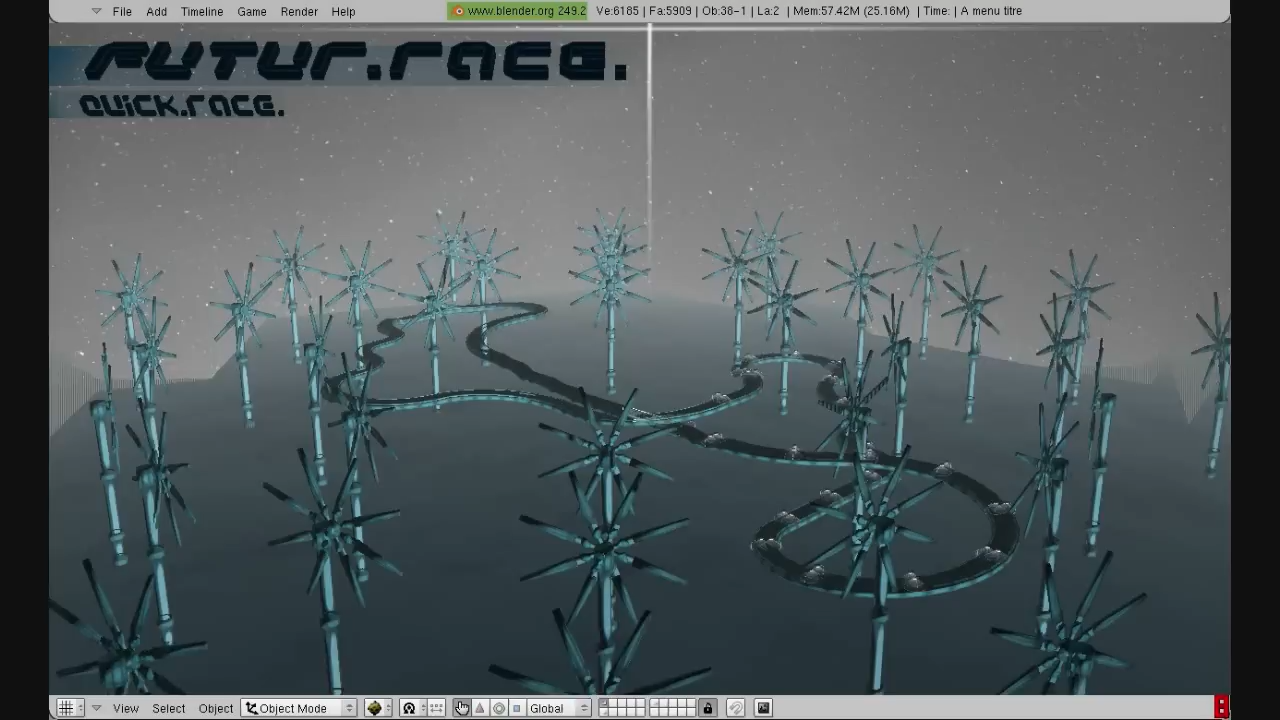 File Add Timeline Game Render Help www.blender.org 249.2 Ve:6185 | Fa:5909 | Ob:38-1 | La:2 | Mem:57.42M (25.16M) | Time: | A menu titre
FUTUR.RACE.
QUICK.RACE.
View Select Object Object Mode Global